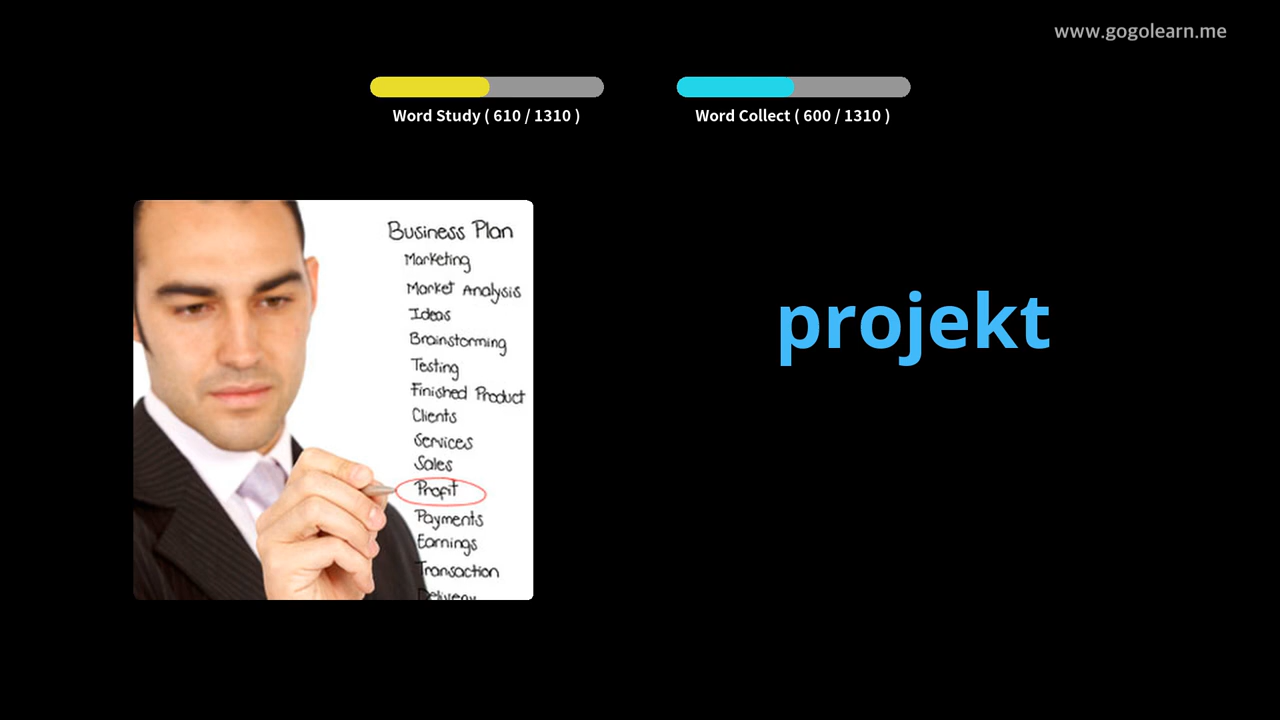 www.gogolearn.me
Word Study ( 610 / 1310 )
Word Collect ( 600 / 1310 )
Business Plan
Marketing
Market Analysis
Ideas
Brainstorming
Testing
Finished Product
Clients
Services
Sales
Profit
Payments
Earnings
Transaction
Delivery
projekt